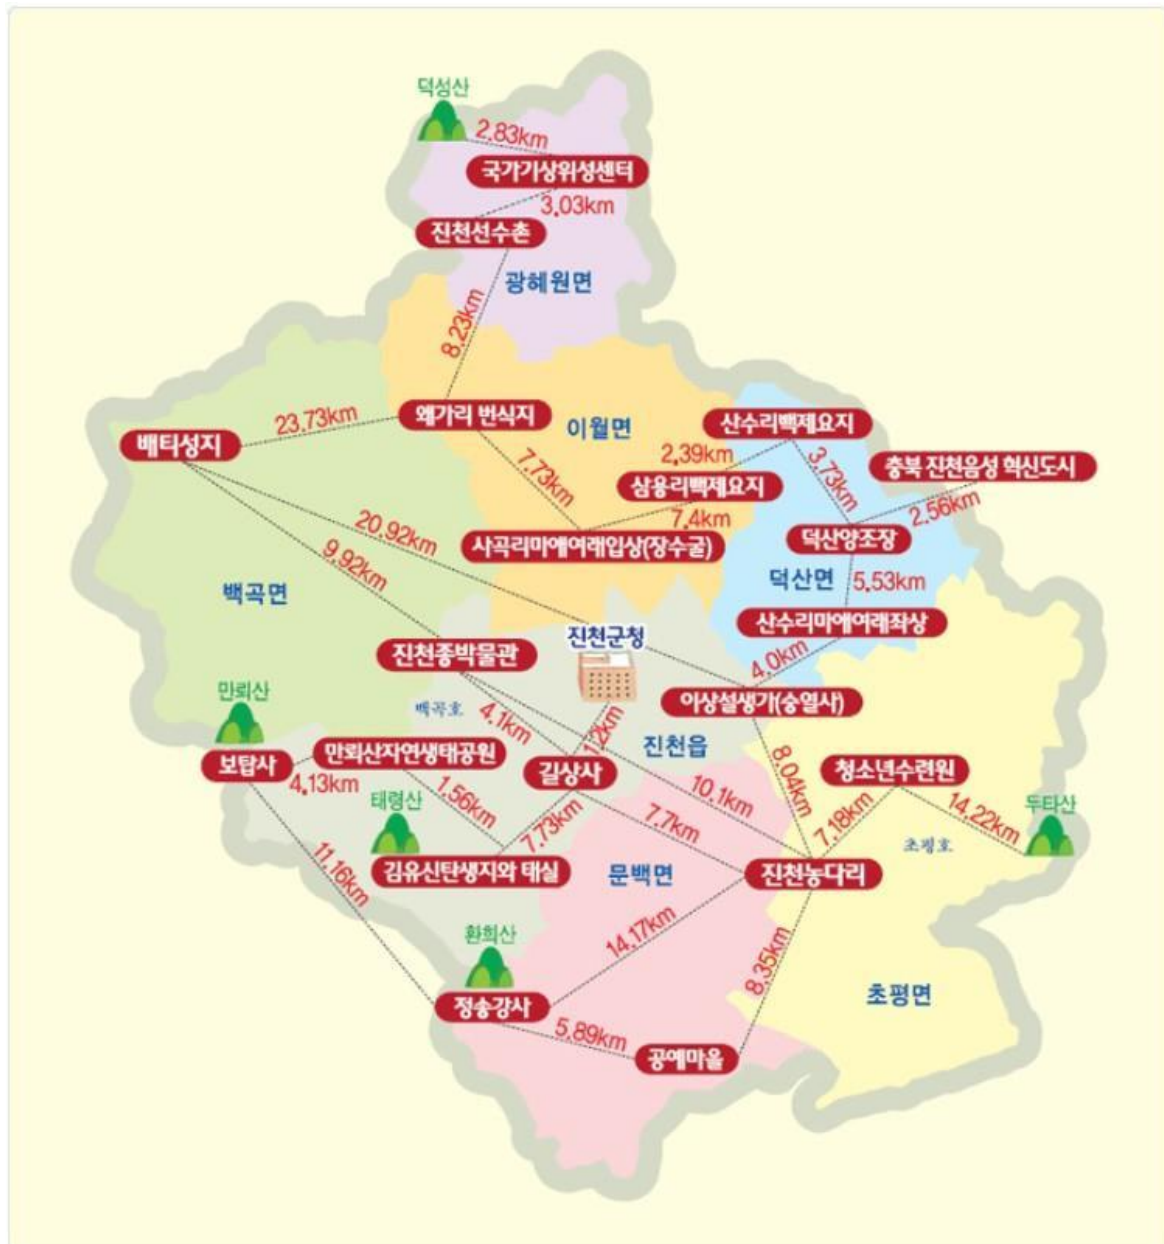 덕성산
2.83km
국가기상위성센터
3.03km
진천선수촌
광혜원면
8.23km
23.73km
왜가리 번식지
이월면
산수리백제요지
배티성지
7.73km
2.39km
3.73km
충북 진천음성 혁신도시
삼용리백제요지
2.56km
7.4km
20.92km
사곡리마애여래입상(장수굴)
덕산양조장
9.92km
덕산면
5.53km
백곡면
산수리마애여래좌상
진천군청
진천종박물관
4.0km
만뢰산
백곡호
4.1km
이상설생가(숭열사)
1.2km
진천읍
만뢰산자연생태공원
보탑사
4.13km
길상사
8.04km
청소년수련원
1.56km
10.1km
태령산
7.73km
7.7km
7.18km
14.22km
두타산
초평호
11.16km
김유신탄생지와 태실
문백면
진천농다리
환희산
14.17km
8.35km
초평면
정송강사
5.89km
공예마을